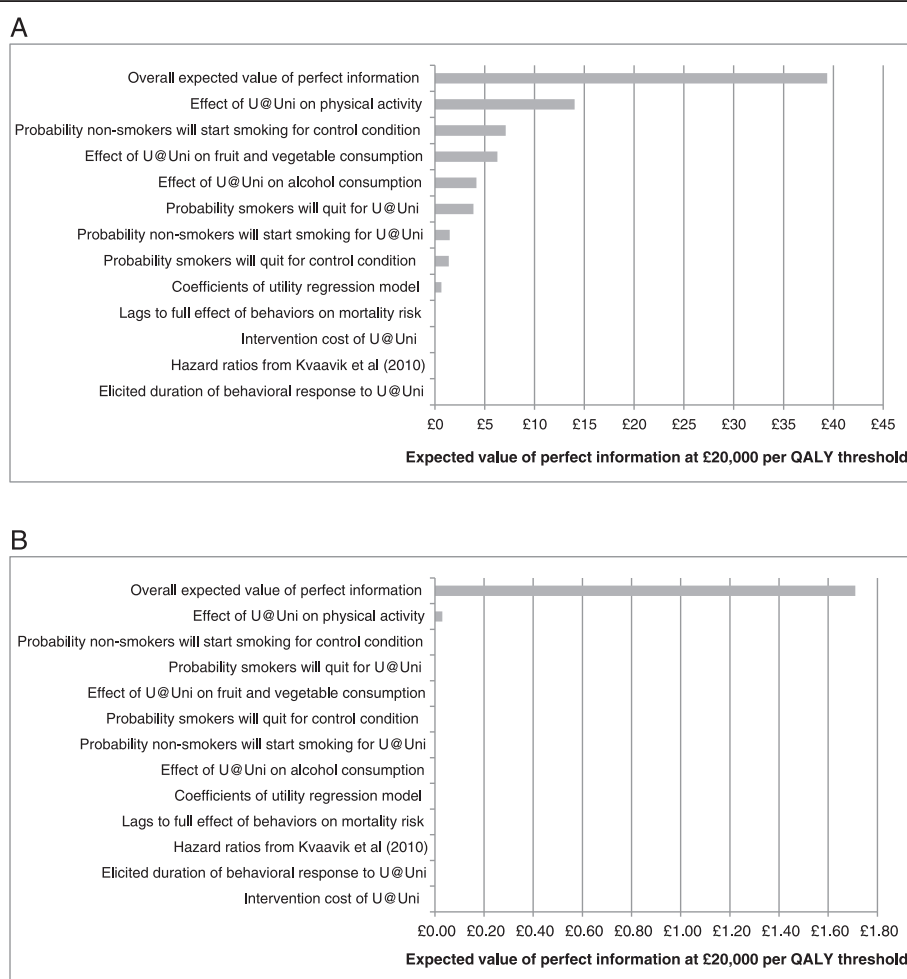 A
Overall expected value of perfect information
Effect of U@Uni on physical activity
Probability non-smokers will start smoking for control condition
Effect of U@Uni on fruit and vegetable consumption
Effect of U@Uni on alcohol consumption
Probability smokers will quit for U@Uni
Probability non-smokers will start smoking for U@Uni
Probability smokers will quit for control condition
Coefficients of utility regression model
Lags to full effect of behaviors on mortality risk
Intervention cost of U@Uni
Hazard ratios from Kvaavik et al (2010)
Elicited duration of behavioral response to U@Uni
£0 £5 £10 £15 £20 £25 £30 £35 £40 £45
Expected value of perfect information at £20,000 per QALY threshold
B
Overall expected value of perfect information
Effect of U@Uni on physical activity
Probability non-smokers will start smoking for control condition
Probability smokers will quit for U@Uni
Effect of U@Uni on fruit and vegetable consumption
Probability smokers will quit for control condition
Probability non-smokers will start smoking for U@Uni
Effect of U@Uni on alcohol consumption
Coefficients of utility regression model
Lags to full effect of behaviors on mortality risk
Hazard ratios from Kvaavik et al (2010)
Elicited duration of behavioral response to U@Uni
Intervention cost of U@Uni
£0.00 £0.20 £0.40 £0.60 £0.80 £1.00 £1.20 £1.40 £1.60 £1.80
Expected value of perfect information at £20,000 per QALY threshold